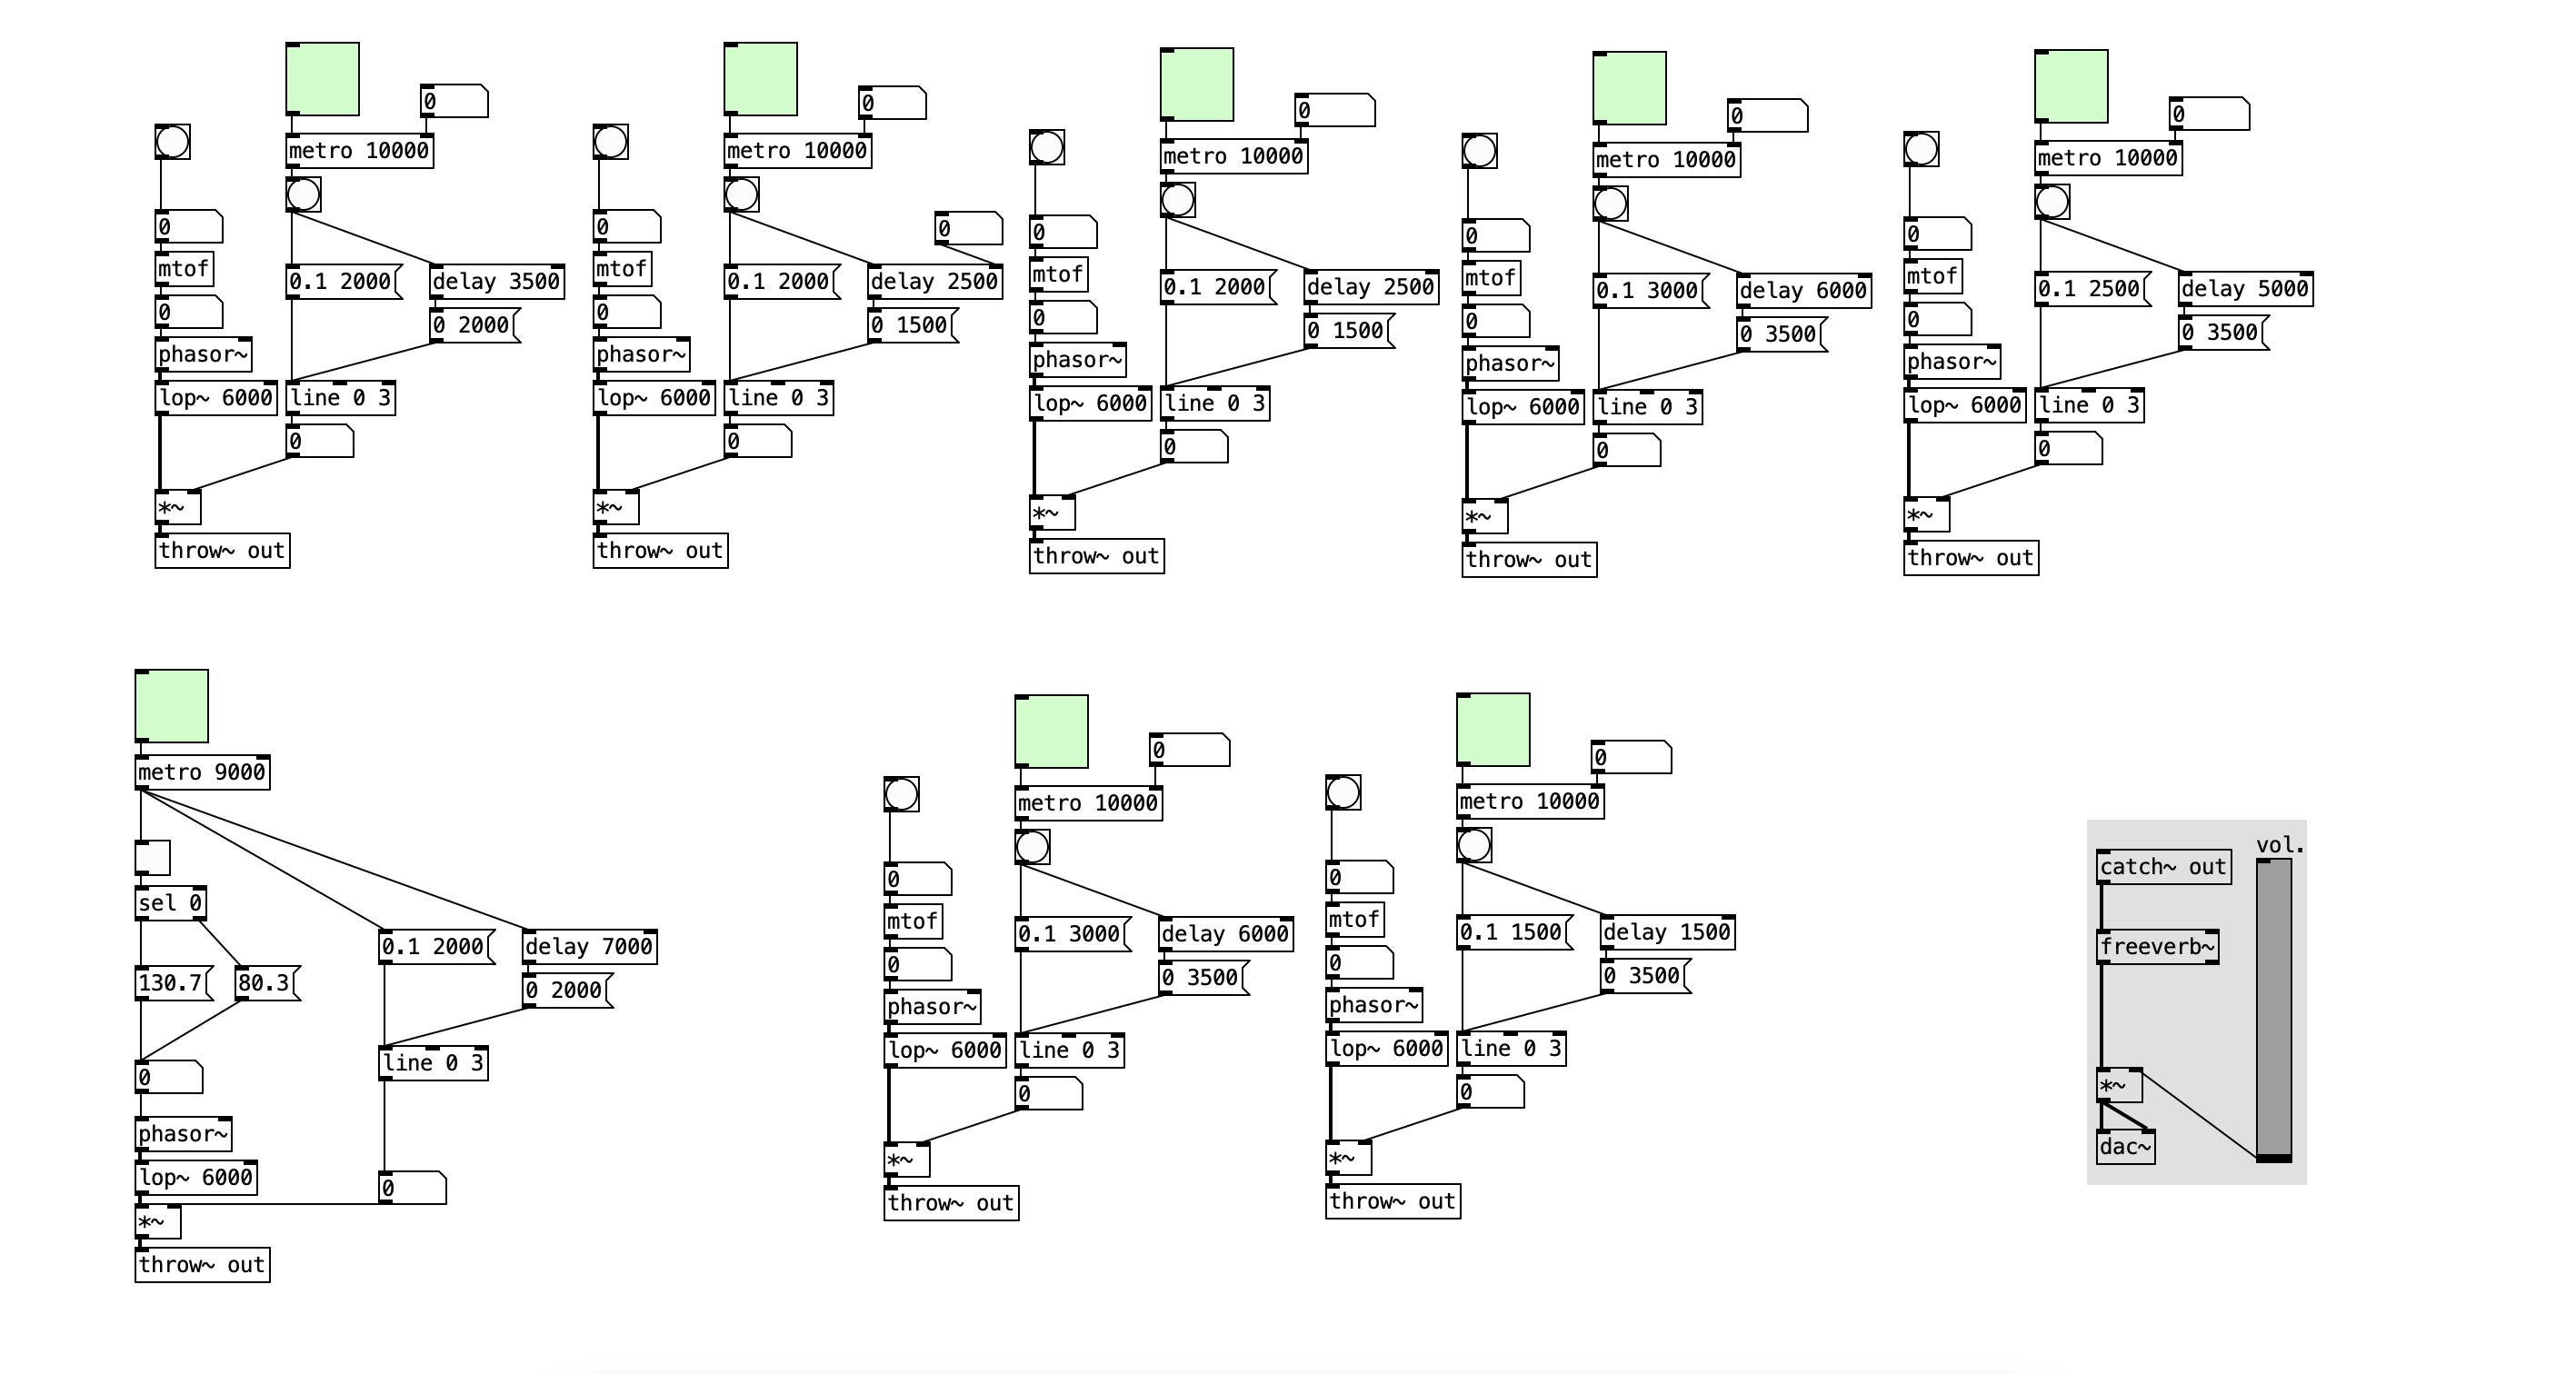 0
metro 10000
0
0.1 2000
delay 3500
mtof
0
0 2000
phasor~
lop~ 6000
line 0 3
0
*~
throw~ out
0
metro 10000
0
0
0.1 2000
delay 2500
mtof
0
0 1500
phasor~
lop~ 6000
line 0 3
0
*~
throw~ out
0
metro 10000
0
0.1 2000
delay 2500
mtof
0
0 1500
phasor~
lop~ 6000
line 0 3
0
*~
throw~ out
0
metro 10000
0
0.1 3000
delay 6000
mtof
0
0 3500
phasor~
lop~ 6000
line 0 3
0
*~
throw~ out
0
metro 10000
0
0.1 2500
delay 5000
mtof
0
0 3500
phasor~
lop~ 6000
line 0 3
0
*~
throw~ out
metro 9000
sel 0
0.1 2000
delay 7000
130.7
80.3
0 2000
line 0 3
0
phasor~
lop~ 6000
0
*~
throw~ out
0
metro 10000
0
mtof
0.1 3000
delay 6000
0
0 3500
phasor~
lop~ 6000
line 0 3
0
*~
throw~ out
0
metro 10000
0
mtof
0.1 1500
delay 1500
0
0 3500
phasor~
lop~ 6000
line 0 3
0
*~
throw~ out
vol.
catch~ out
freeverb~
*~
dac~